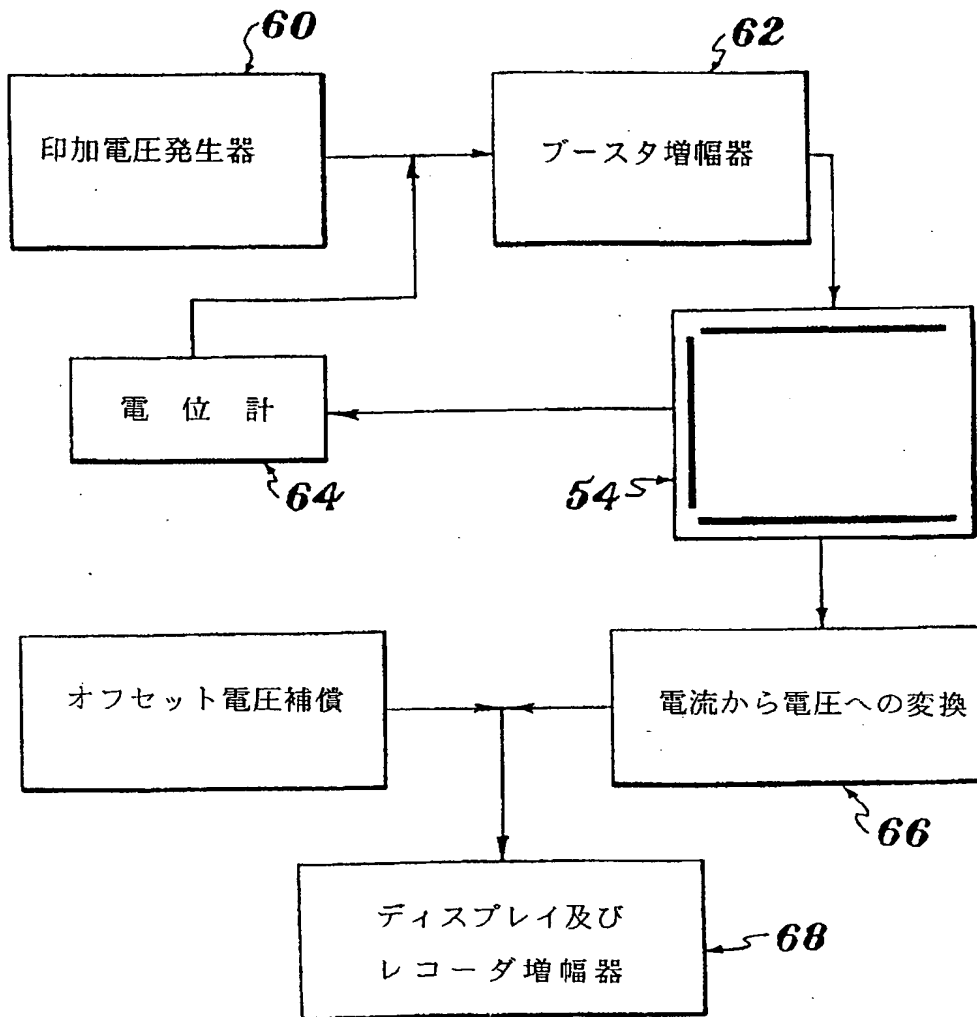 60
62
印加電圧発生器
ブースタ増幅器
電位計
64
54
オフセット電圧補償
電流から電圧への変換
66
ディスプレイ及び
レコーダ増幅器
68